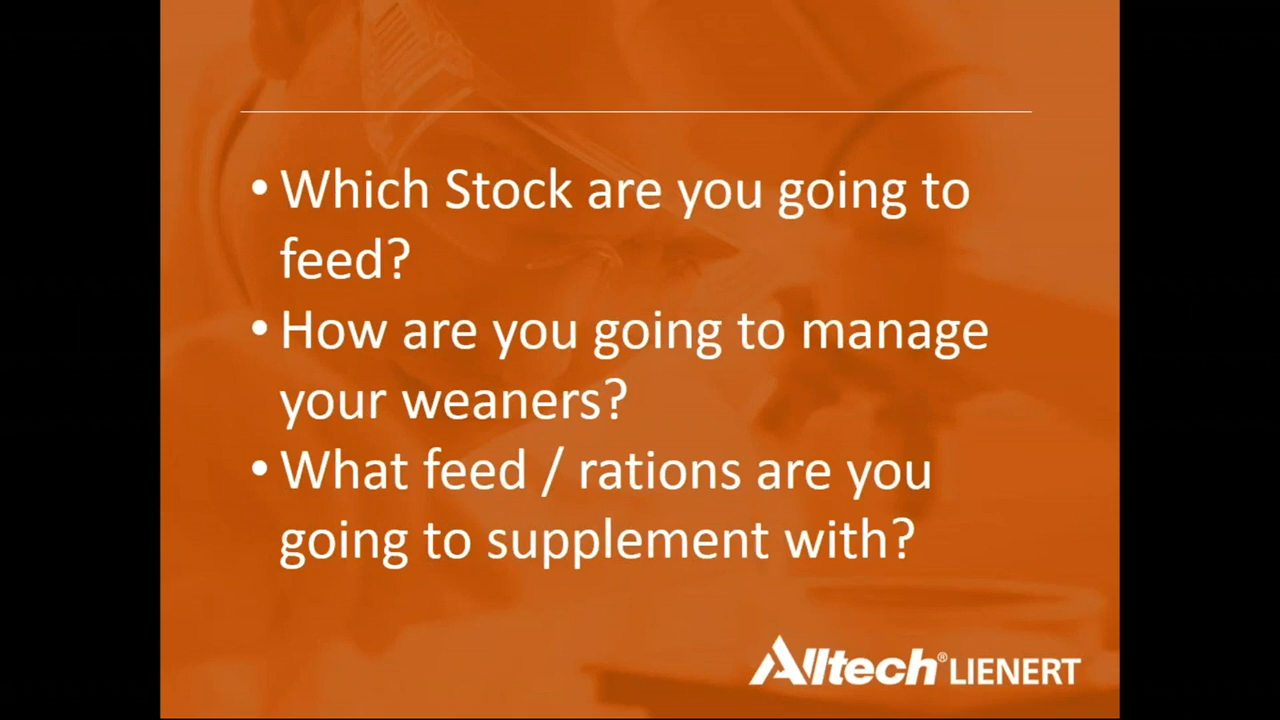 • Which Stock are you going to
feed?
• How are you going to manage
your weaners?
• What feed / rations are you
going to supplement with?
Alltech® LIENERT